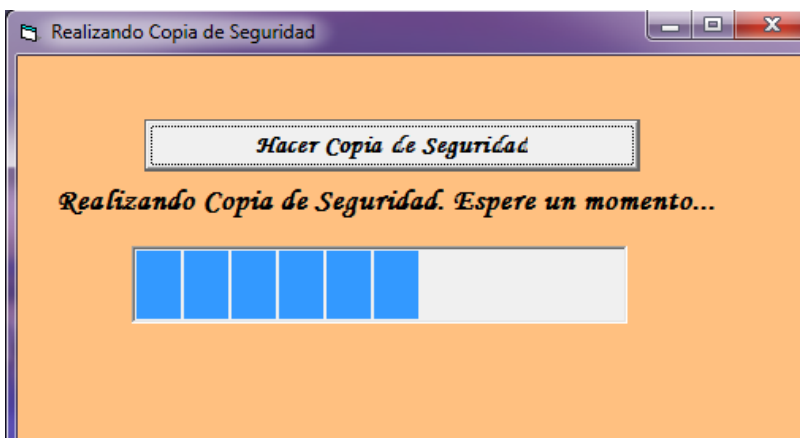 Realizando Copia de Seguridad
Hacer Copia de Seguridad
Realizando Copia de Seguridad. Espere un momento...